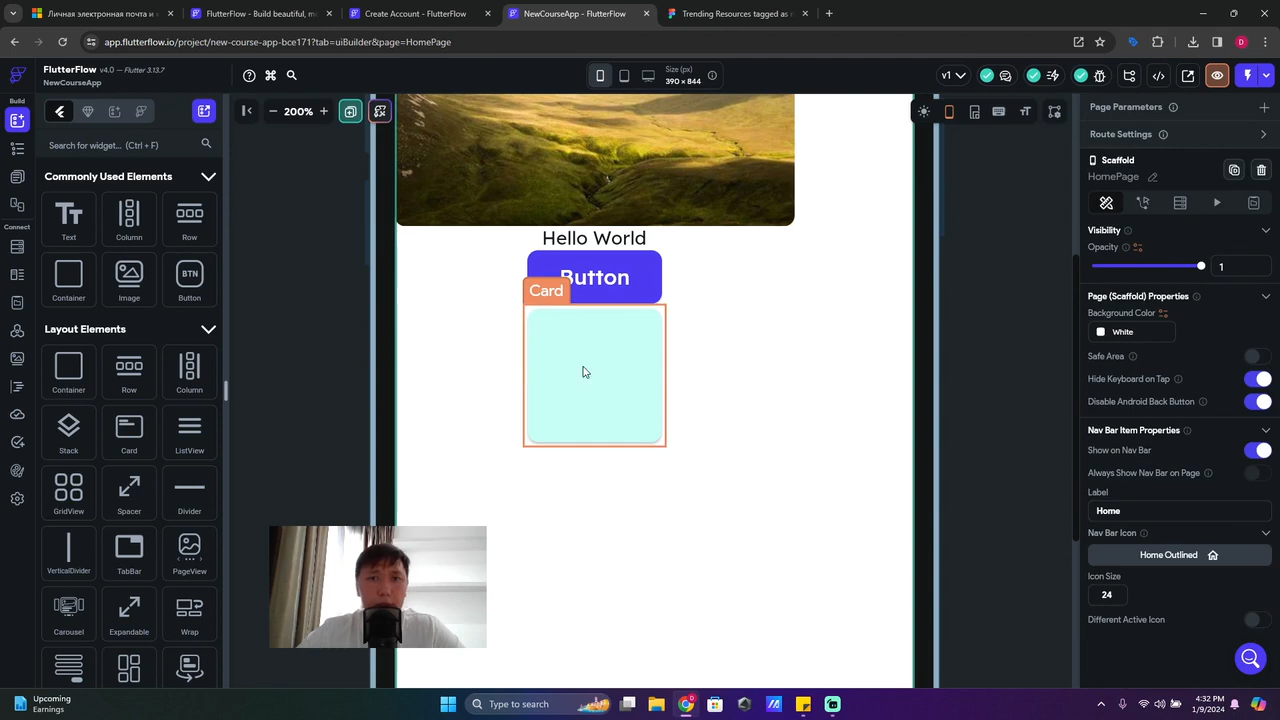 Личная электронная почта и к
FlutterFlow - Build beautiful, m
Create Account - FlutterFlow
NewCourseApp - FlutterFlow
Trending Resources tagged as r
app.flutterflow.io/project/new-course-app-bce171?tab=uiBuilder&page=HomePage
FlutterFlow v4.0 - Flutter 3.13.7
NewCourseApp
Size (px)
390 × 844
v1
Build
200%
Search for widget... (Ctrl + F)
Commonly Used Elements
Text
Column
Row
Container
Image
BTN
Button
Layout Elements
Container
Row
Column
Stack
Card
ListView
GridView
Spacer
Divider
VerticalDivider
TabBar
PageView
Carousel
Expandable
Wrap
Connect
Hello World
Button
Card
Page Parameters
Route Settings
Scaffold
HomePage
Visibility
Opacity
1
Page (Scaffold) Properties
Background Color
White
Safe Area
Hide Keyboard on Tap
Disable Android Back Button
Nav Bar Item Properties
Show on Nav Bar
Always Show Nav Bar on Page
Label
Home
Nav Bar Icon
Home Outlined
Icon Size
24
Different Active Icon
Upcoming
Earnings
Type to search
4:32 PM
1/9/2024